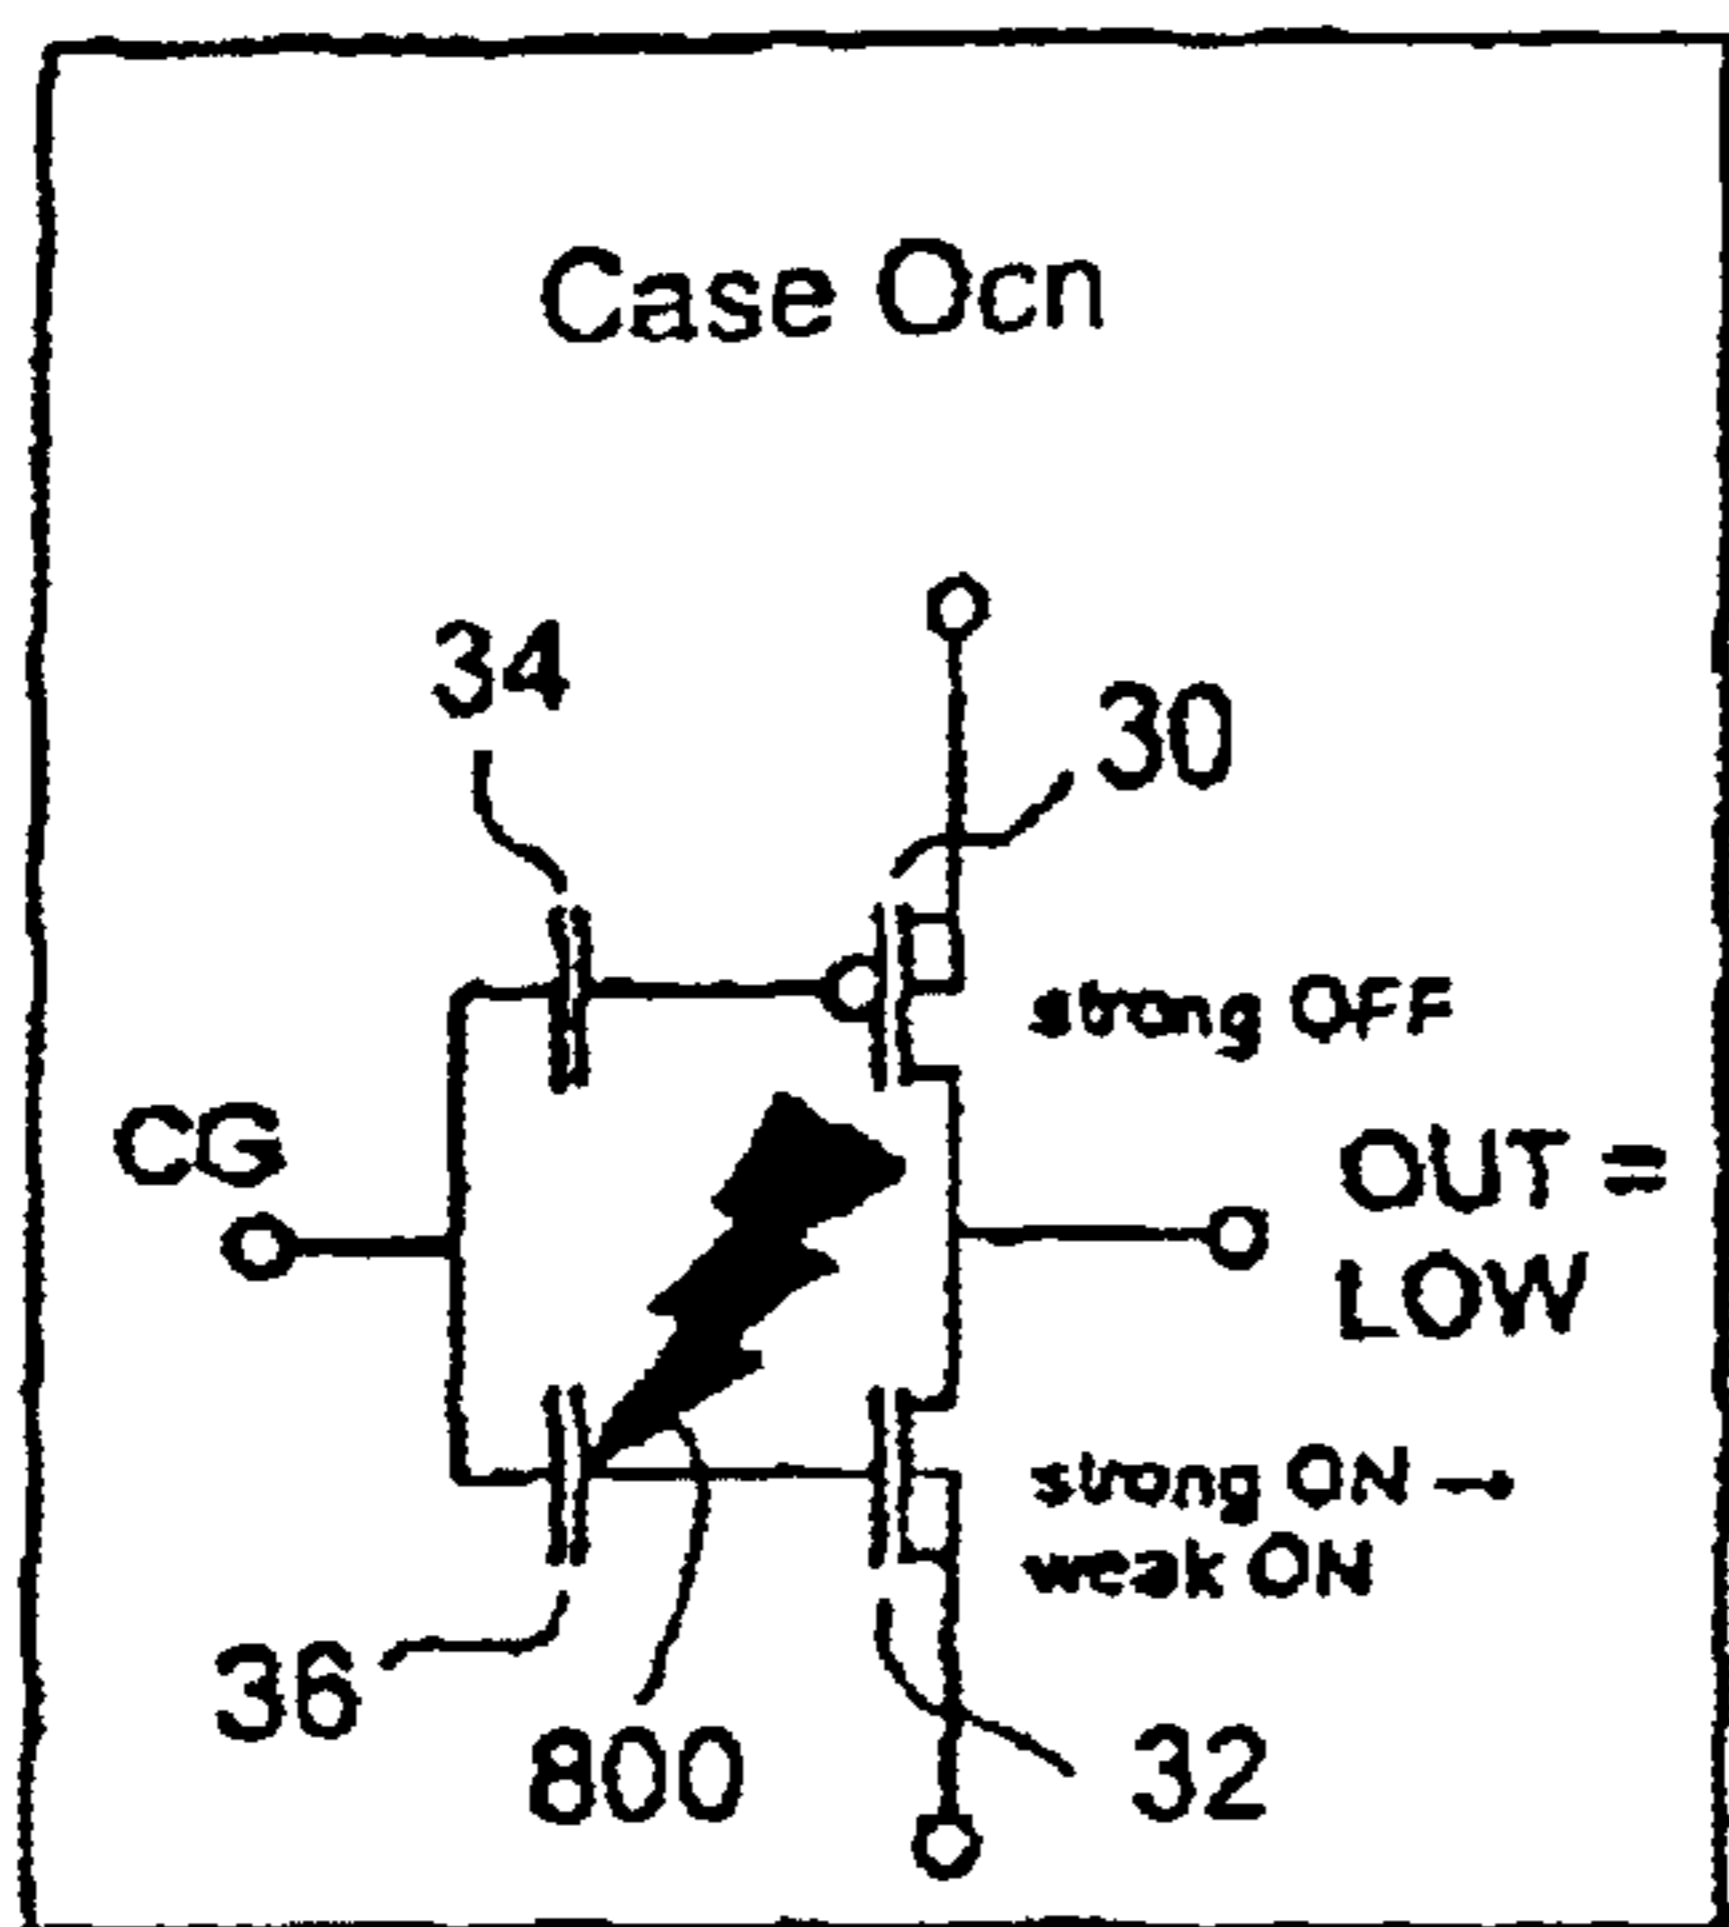 Case Ocn
34
30
strong OFF
CG
OUT =
LOW
strong ON →
weak ON
36
800
32